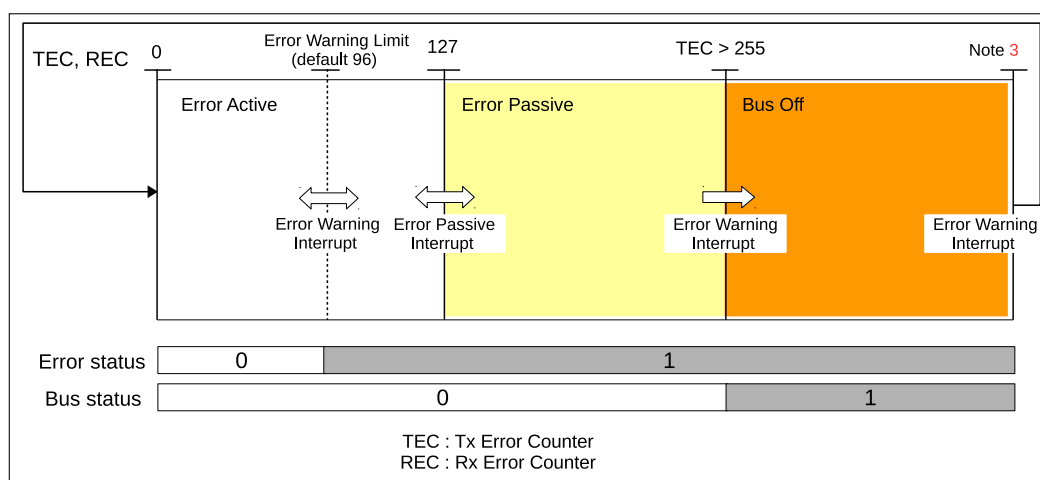 TEC, REC
0
Error Warning Limit
(default 96)
127
TEC > 255
Note 3
Error Active
Error Passive
Bus Off
Error Warning
Interrupt
Error Passive
Interrupt
Error Warning
Interrupt
Error Warning
Interrupt
Error status
0
1
Bus status
0
1
TEC : Tx Error Counter
REC : Rx Error Counter